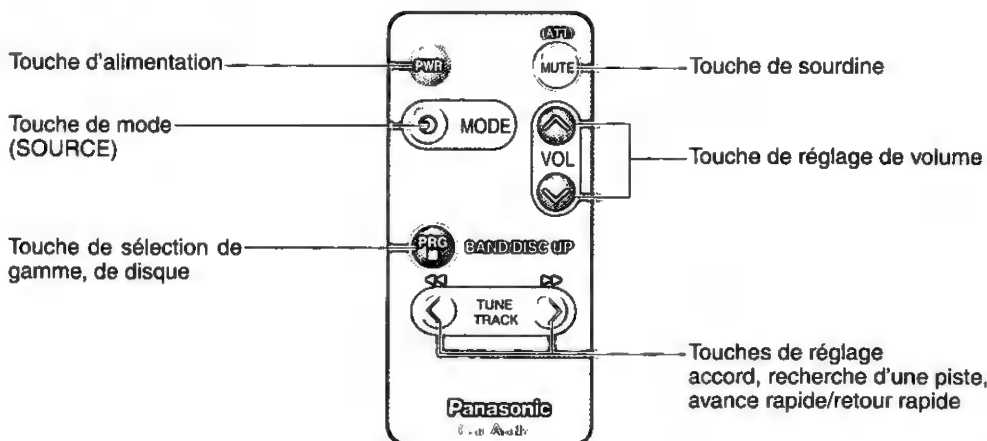 Touche d'alimentation
Touche de mode
(SOURCE)
Touche de sélection de
gamme, de disque
(ATT)
PWR
MUTE
MODE
VOL
PRG
BAND/DISC UP
TUNE
TRACK
Panasonic
Touche de sourdine
Touche de réglage de volume
Touches de réglage
accord, recherche d'une piste,
avance rapide/retour rapide